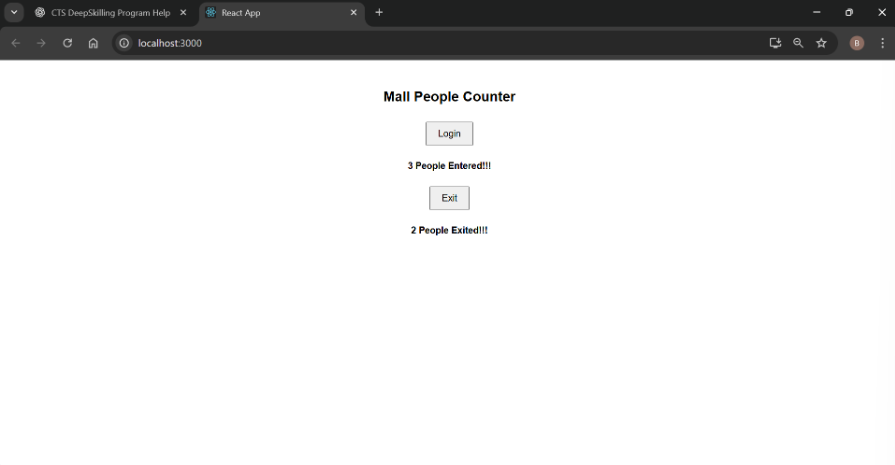 CTS DeepSkilling Program Help
React App
localhost:3000
B
Mall People Counter
Login
3 People Entered!!!
Exit
2 People Exited!!!